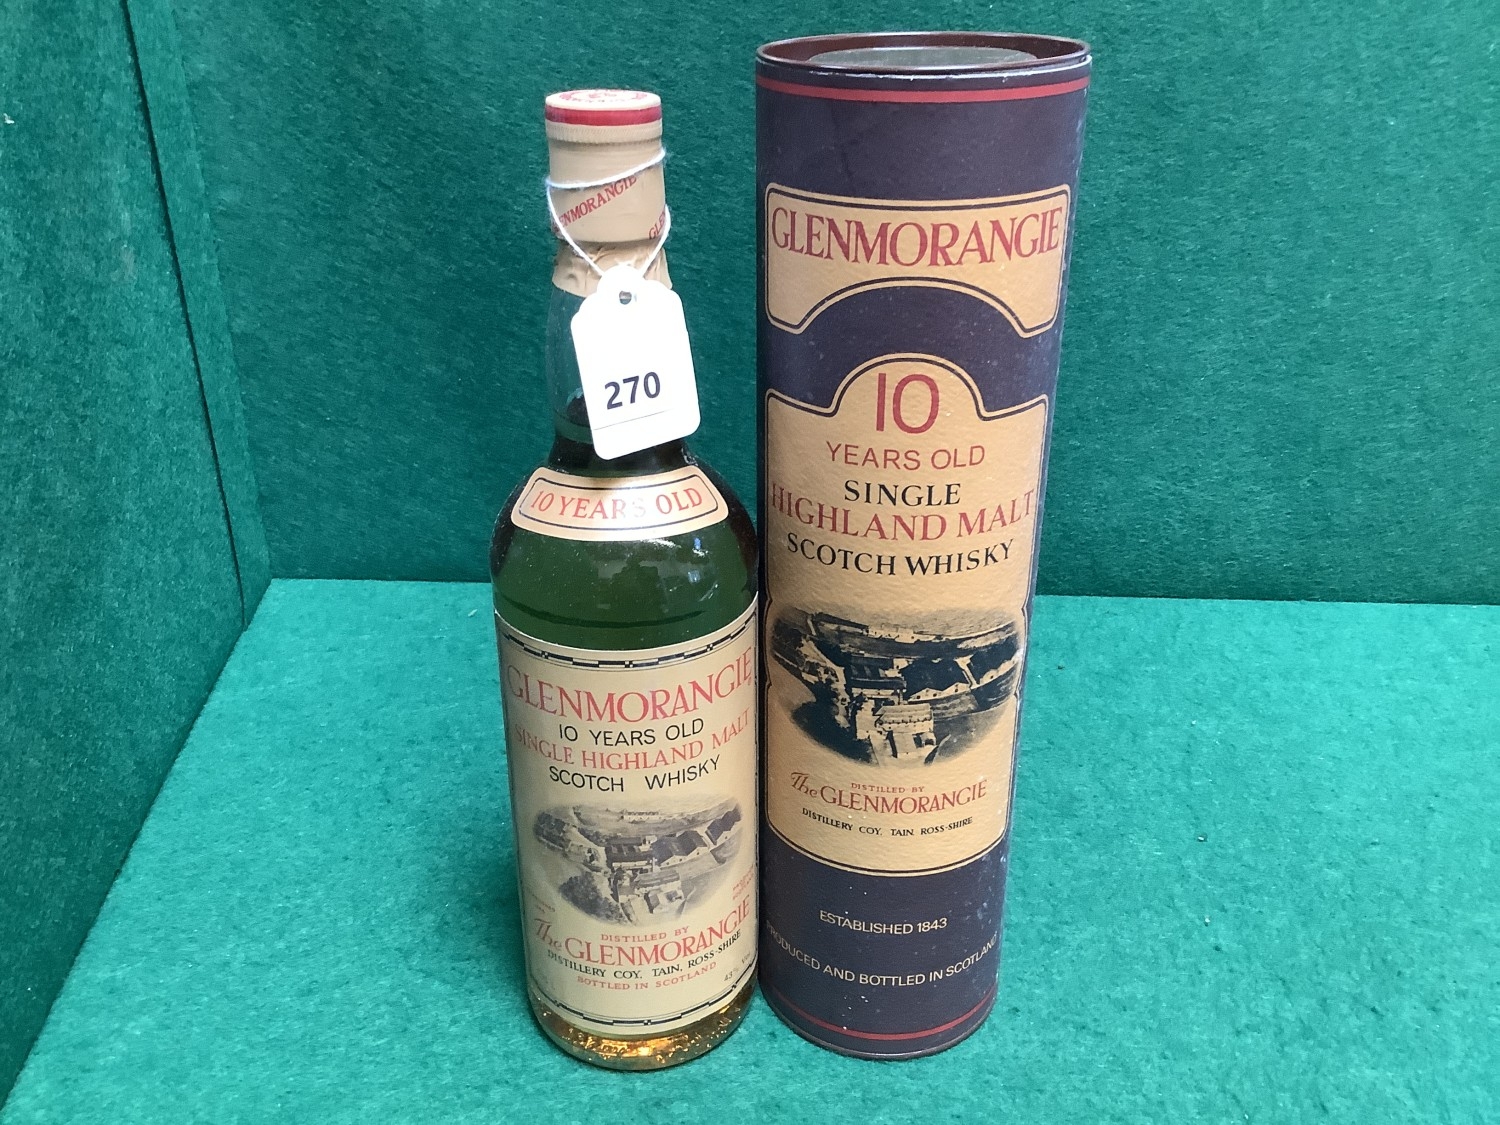 GLENMORANGIE
270
10 YEARS OLD
GLENMORANGIE
10 YEARS OLD
SINGLE HIGHLAND MALT
SCOTCH WHISKY
DISTILLED BY
The GLENMORANGIE
DISTILLERY COY, TAIN, ROSS-SHIRE
BOTTLED IN SCOTLAND
43% Vol
GLENMORANGIE
10
YEARS OLD
SINGLE
HIGHLAND MALT
SCOTCH WHISKY
DISTILLED BY
The GLENMORANGIE
DISTILLERY COY, TAIN, ROSS-SHIRE
ESTABLISHED 1843
PRODUCED AND BOTTLED IN SCOTLAND